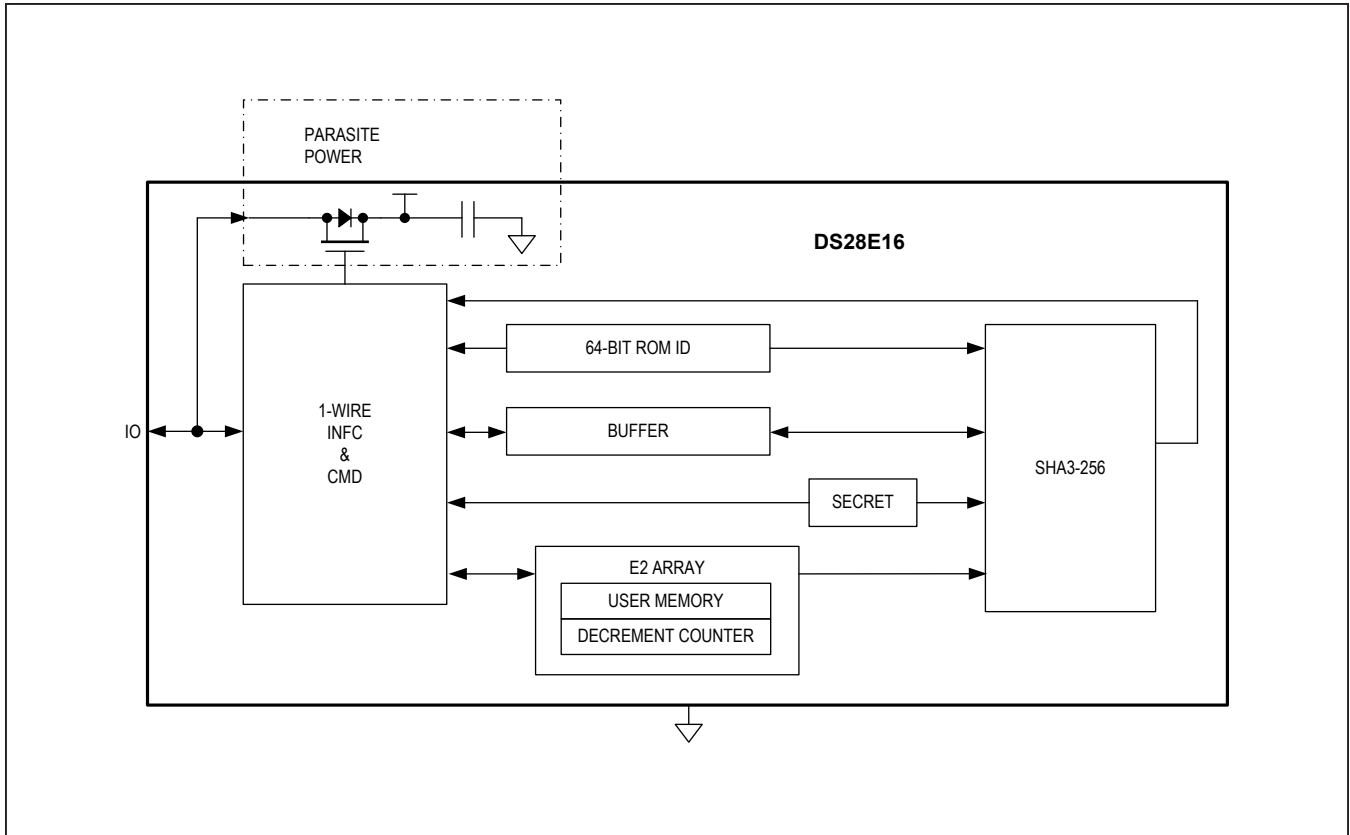 PARASITE
POWER
DS28E16
64-BIT ROM ID
1-WIRE
INFC
&
CMD
IO
BUFFER
SHA3-256
SECRET
E2 ARRAY
USER MEMORY
DECREMENT COUNTER